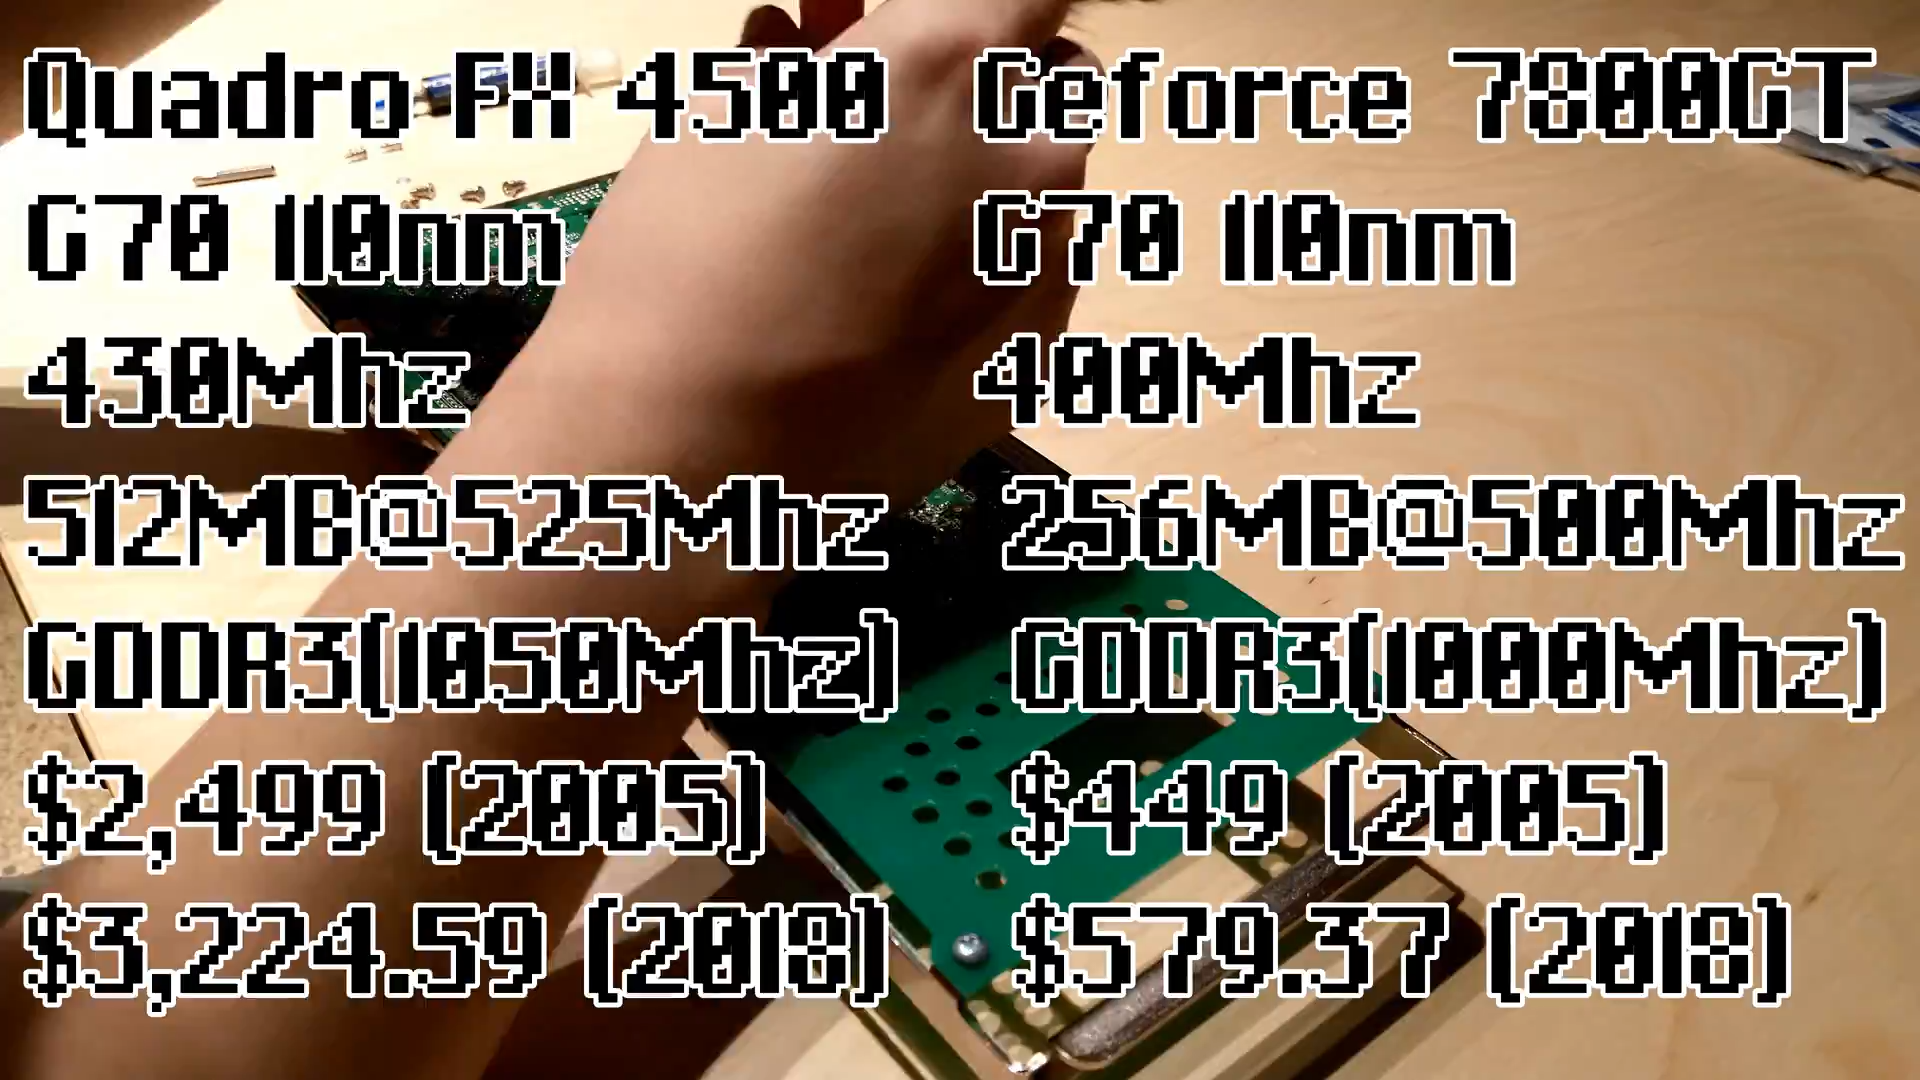 Quadro FX 4500
G70 110nm
430Mhz
512MB@525Mhz
GDDR3(1050Mhz)
$2,499 (2005)
$3,224.59 (2018)
Geforce 7800GT
G70 110nm
400Mhz
256MB@500Mhz
GDDR3(1000Mhz)
$449 (2005)
$579.37 (2018)